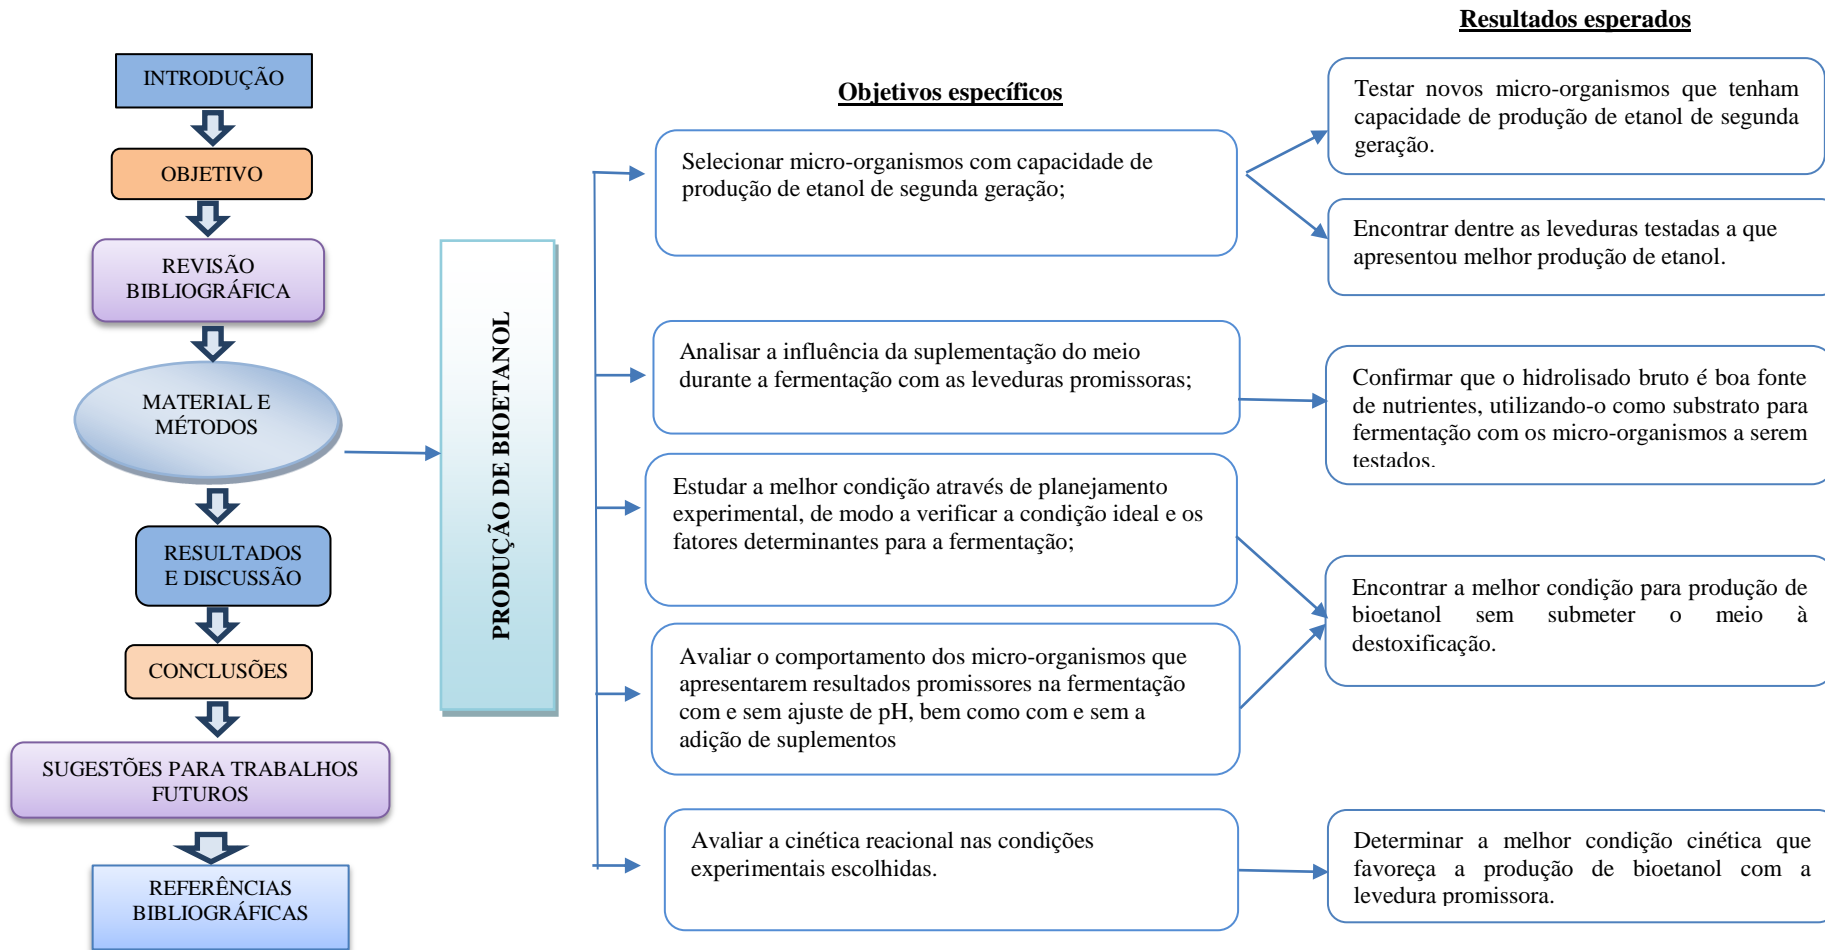 INTRODUÇÃO
OBJETIVO
REVISÃO
BIBLIOGRÁFICA
MATERIAL E
MÉTODOS
RESULTADOS
E DISCUSSÃO
CONCLUSÕES
SUGESTÕES PARA TRABALHOS
FUTUROS
REFERÊNCIAS
BIBLIOGRÁFICAS
PRODUÇÃO DE BIOETANOL
Objetivos específicos
Selecionar micro-organismos com capacidade de
produção de etanol de segunda geração;
Analisar a influência da suplementação do meio
durante a fermentação com as leveduras promissoras;
Estudar a melhor condição através de planejamento
experimental, de modo a verificar a condição ideal e os
fatores determinantes para a fermentação;
Avaliar o comportamento dos micro-organismos que
apresentarem resultados promissores na fermentação
com e sem ajuste de pH, bem como com e sem a
adição de suplementos
Avaliar a cinética reacional nas condições
experimentais escolhidas.
Resultados esperados
Testar novos micro-organismos que tenham
capacidade de produção de etanol de segunda
geração.
Encontrar dentre as leveduras testadas a que
apresentou melhor produção de etanol.
Confirmar que o hidrolisado bruto é boa fonte
de nutrientes, utilizando-o como substrato para
fermentação com os micro-organismos a serem
testados.
Encontrar a melhor condição para produção de
bioetanol sem submeter o meio à
destoxificação.
Determinar a melhor condição cinética que
favoreça a produção de bioetanol com a
levedura promissora.